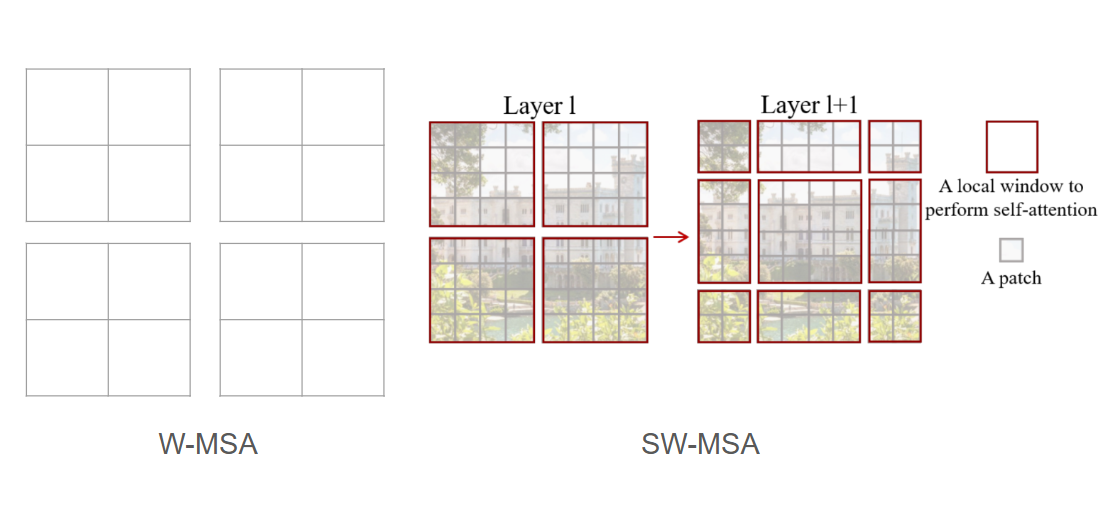 Layer l
Layer l+1
A local window to
perform self-attention
A patch
W-MSA
SW-MSA